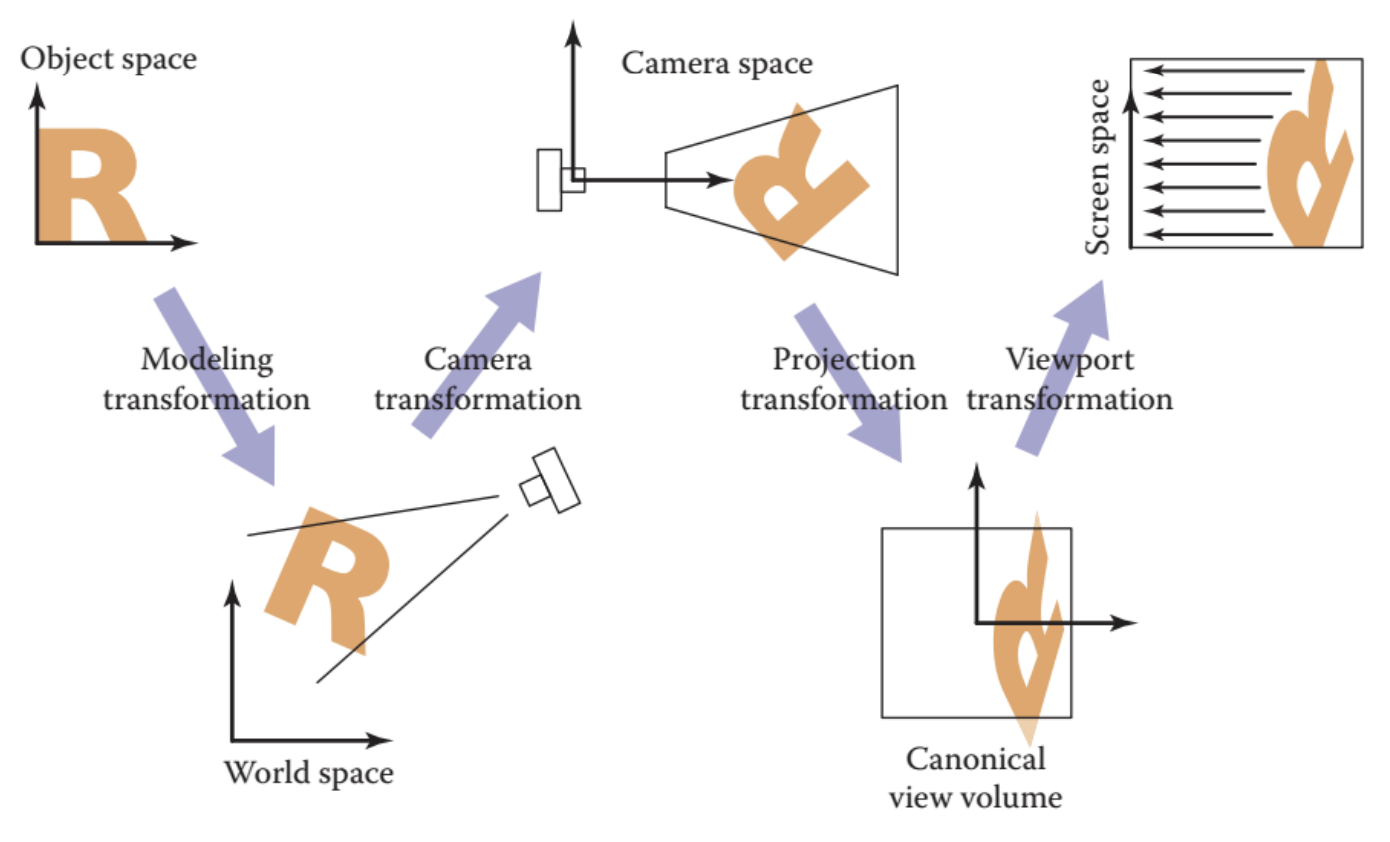 Object space
R
Camera space
R
Screen space
R
Modeling
transformation
Camera
transformation
Projection
transformation
Viewport
transformation
R
World space
R
Canonical
view volume